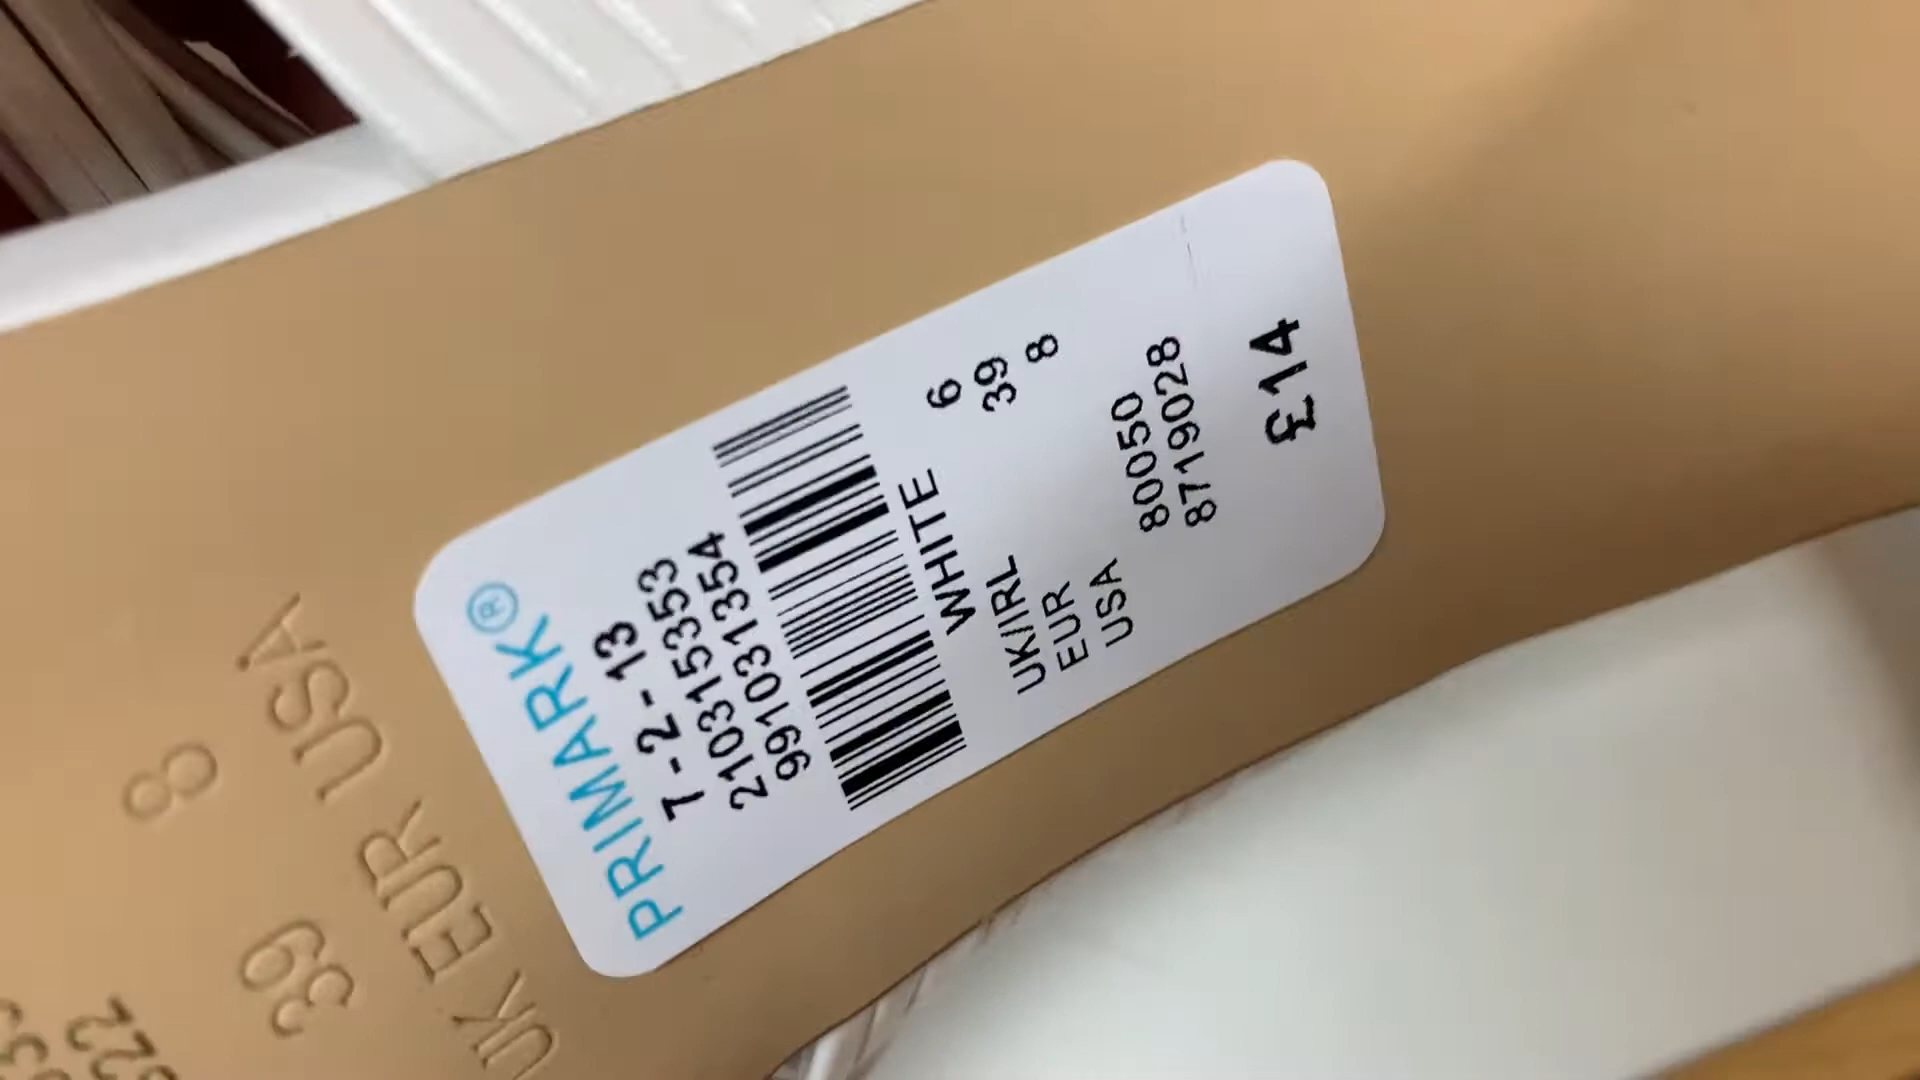 PRIMARK®
7-2-13
210315353
991031354
WHITE
UK/IRL 6
EUR 39
USA 8
80050
8719028
£14
USA 8
EUR 39
UK